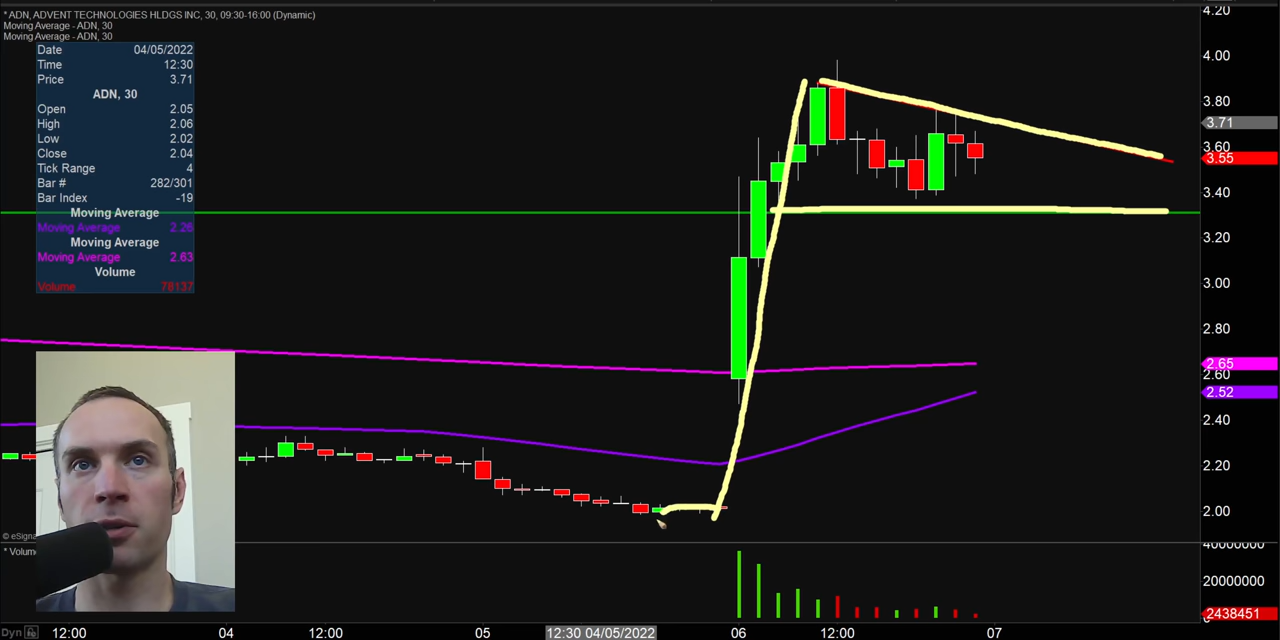 * ADN, ADVENT TECHNOLOGIES HLDGS INC, 30, 09:30-16:00 (Dynamic)
Moving Average - ADN, 30
Moving Average - ADN, 30
Date 04/05/2022
Time 12:30
Price 3.71
ADN, 30
Open 2.05
High 2.06
Low 2.02
Close 2.04
Tick Range 4
Bar # 282/301
Bar Index -19
Moving Average
Moving Average 2.26
Moving Average
Moving Average 2.63
Volume
Volume 78137
4.20
4.00
3.80
3.71
3.60
3.55
3.40
3.20
3.00
2.80
2.65
2.60
2.52
2.40
2.20
2.00
© eSigna
* Volume
40000000
20000000
2438451
0
Dyn 12:00 04 12:00 05 12:30 04/05/2022 06 12:00 07